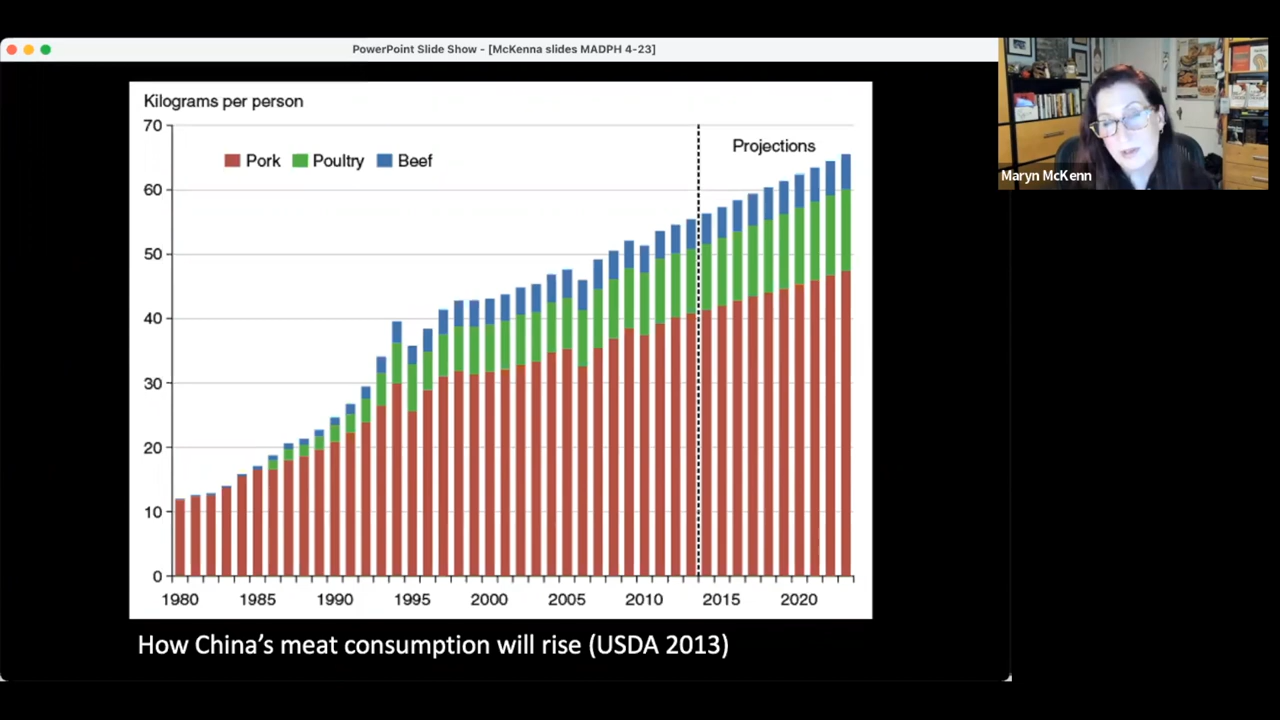 PowerPoint Slide Show - [McKenna slides MADPH 4-23]
Maryn McKenn
Kilograms per person
70
60
50
40
30
20
10
0
Pork Poultry Beef
Projections
1980 1985 1990 1995 2000 2005 2010 2015 2020
How China's meat consumption will rise (USDA 2013)